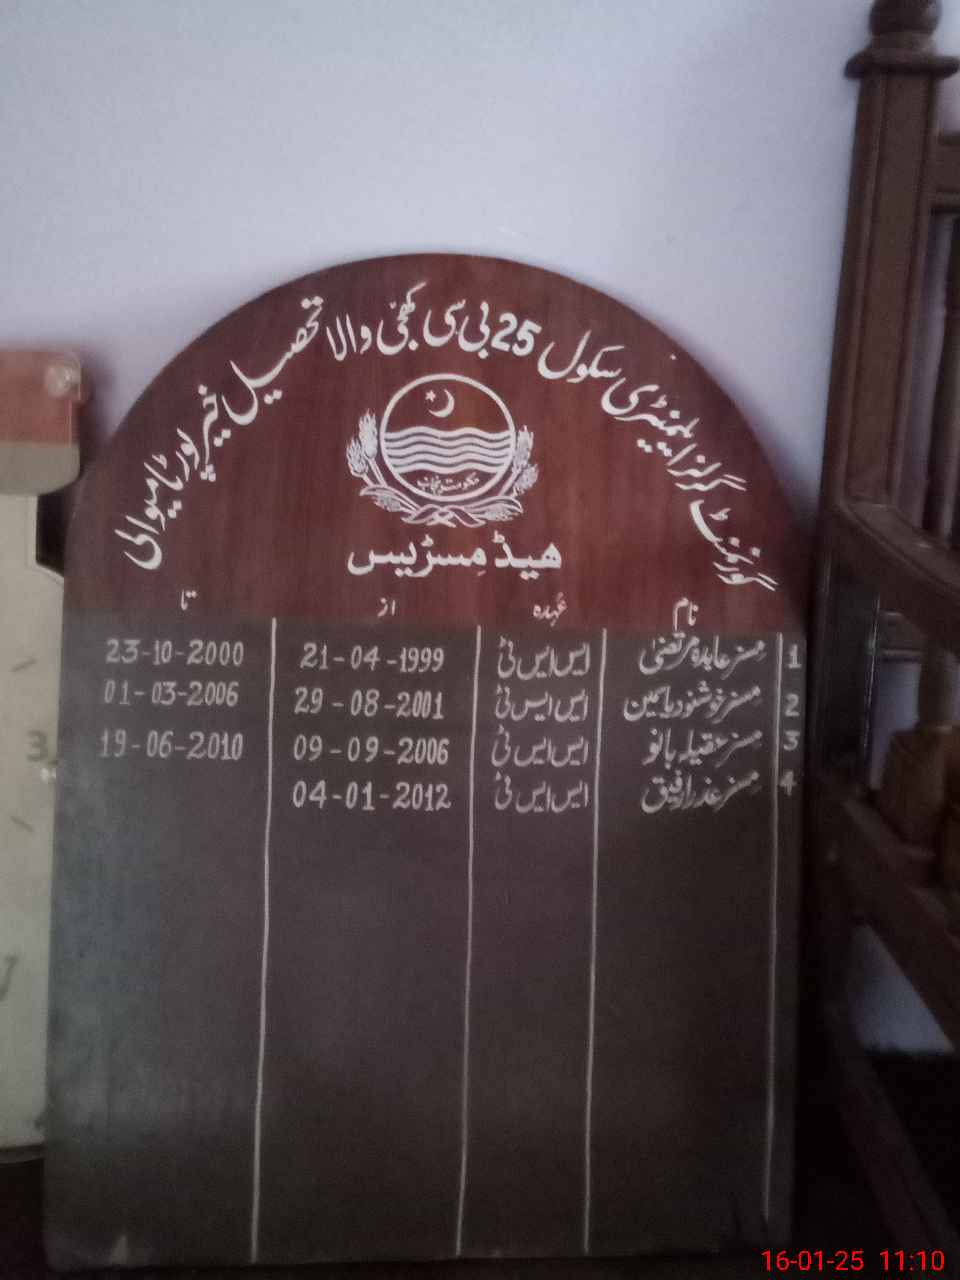 گورنمنٹ گرلز ایلیمنٹری سکول 25 بی سی کھجی والا تحصیل خیرپور ٹامیوالی
حکومت پنجاب
ھیڈ مسٹریس
نام عُہدہ از تا
1 مسز عابدہ مرتضیٰ ایس ایس ٹی 21-04-1999 23-10-2000
2 مسز خوشنود یاسمین ایس ایس ٹی 29-08-2001 01-03-2006
3 مسز عقیلہ بانو ایس ایس ٹی 09-09-2006 19-06-2010
4 مسز عذرا رفیق ایس ایس ٹی 04-01-2012
16-01-25 11:10